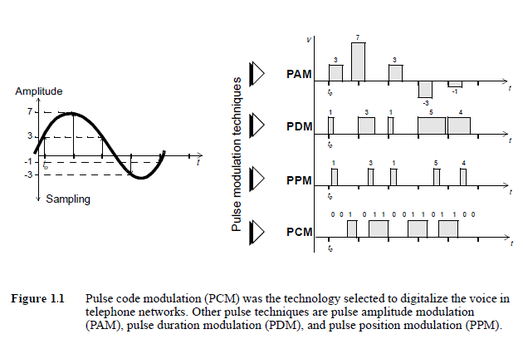 Amplitude
7
3
-1
-3
t₀
t
Sampling
Pulse modulation techniques
V
PAM
3
7
3
-3
-1
t₀
t
PDM
1
3
1
5
4
t₀
t
PPM
1
3
1
5
4
t₀
t
PCM
0 0 1 0 1 1 0 0 1 1 0 1 1 0 0
t₀
t
Figure 1.1 Pulse code modulation (PCM) was the technology selected to digitalize the voice in
telephone networks. Other pulse techniques are pulse amplitude modulation
(PAM), pulse duration modulation (PDM), and pulse position modulation (PPM).